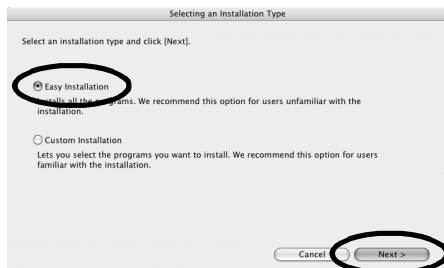 Selecting an Installation Type
Select an installation type and click [Next].
Easy Installation
Installs all the programs. We recommend this option for users unfamiliar with the
installation.
Custom Installation
Lets you select the programs you want to install. We recommend this option for users
familiar with the installation.
Cancel
Next >